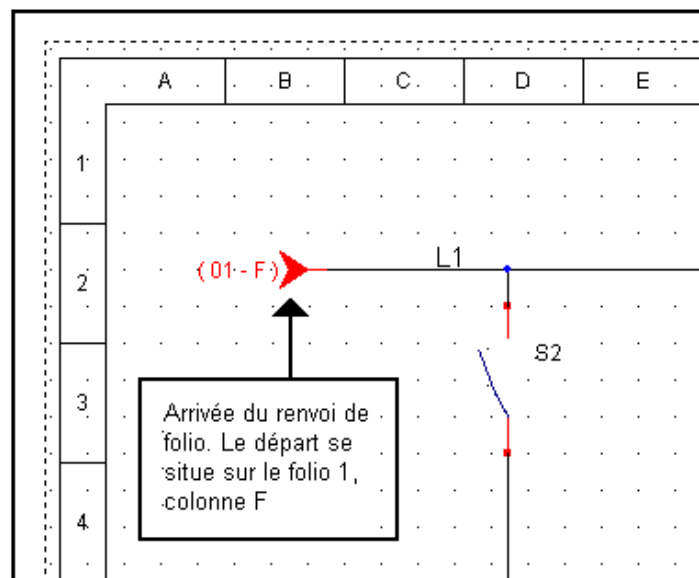 A B C D E
1
L1
( 01 - F )
2
S2
3
Arrivée du renvoi de
folio. Le départ se
situe sur le folio 1,
colonne F
4